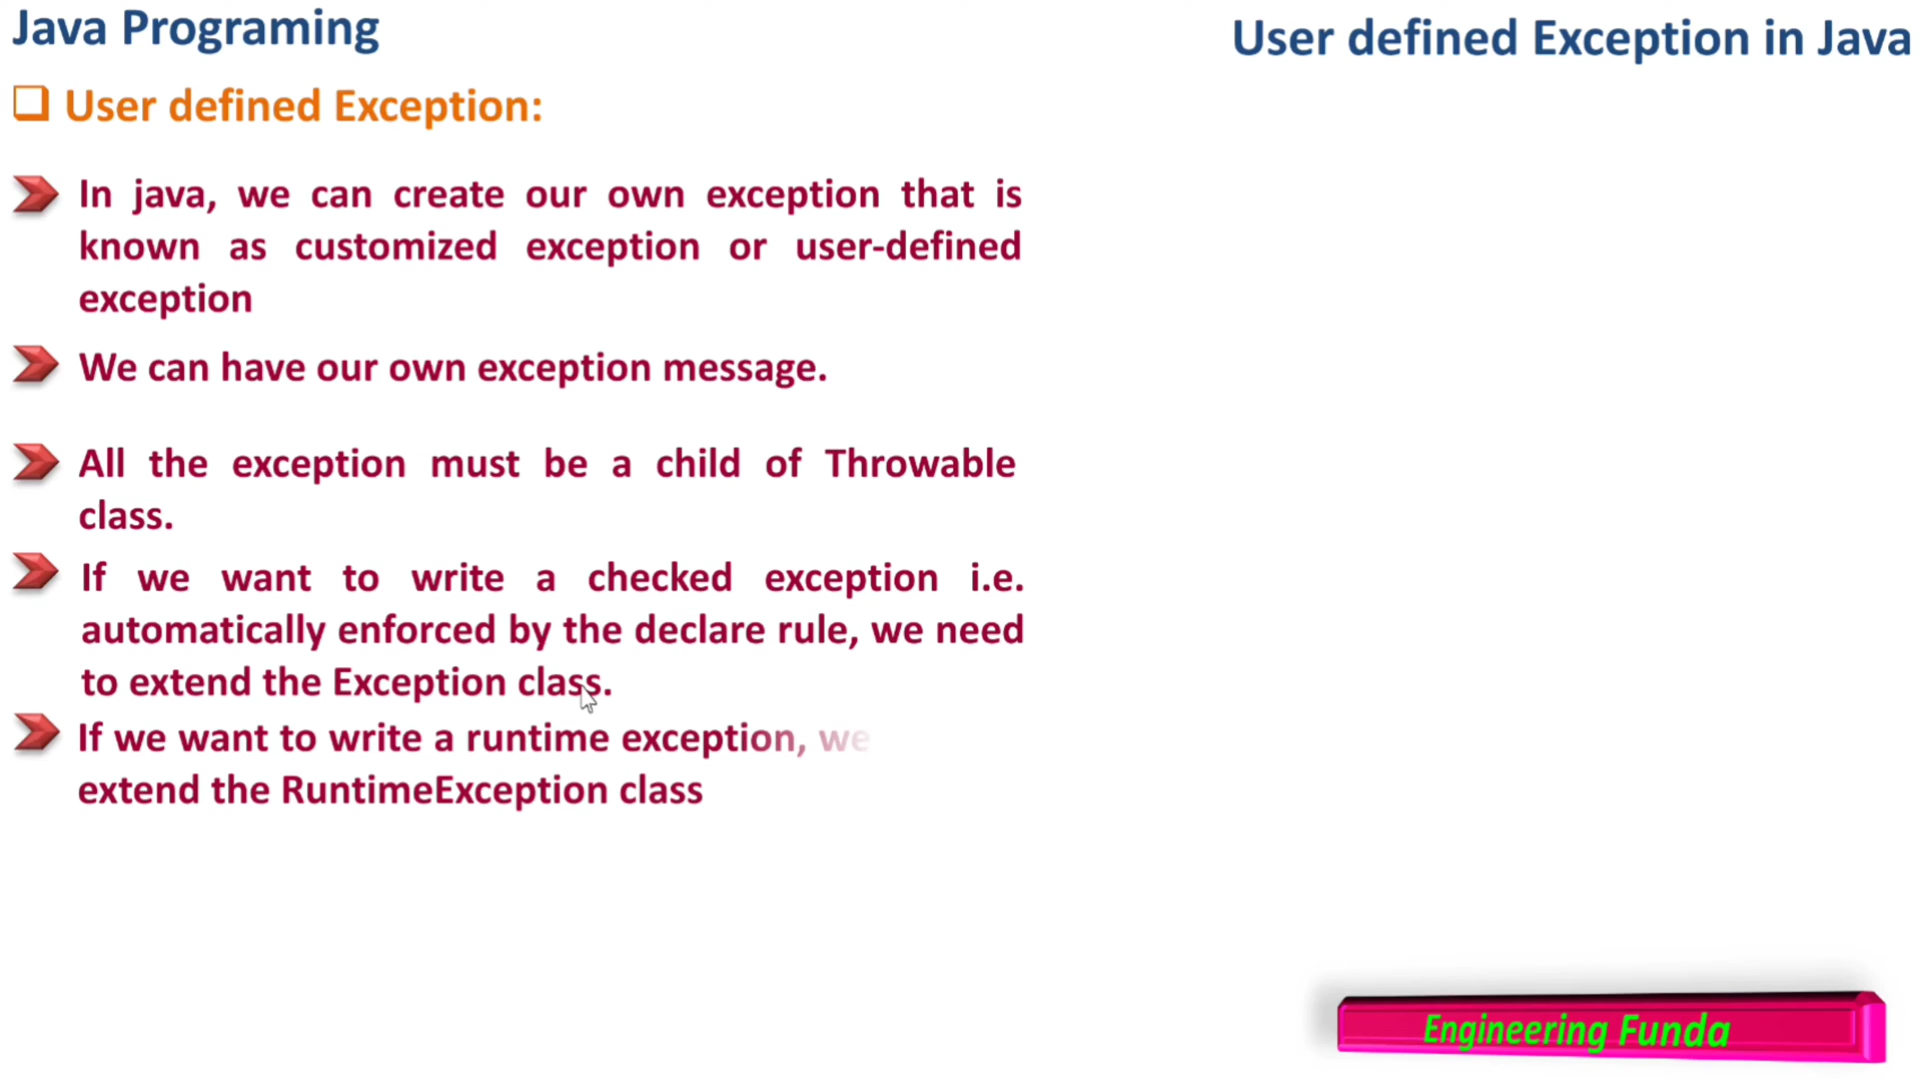 Java Programing
User defined Exception in Java
User defined Exception:
In java, we can create our own exception that is
known as customized exception or user-defined
exception
We can have our own exception message.
All the exception must be a child of Throwable
class.
If we want to write a checked exception i.e.
automatically enforced by the declare rule, we need
to extend the Exception class.
If we want to write a runtime exception, we
extend the RuntimeException class
Engineering Funda